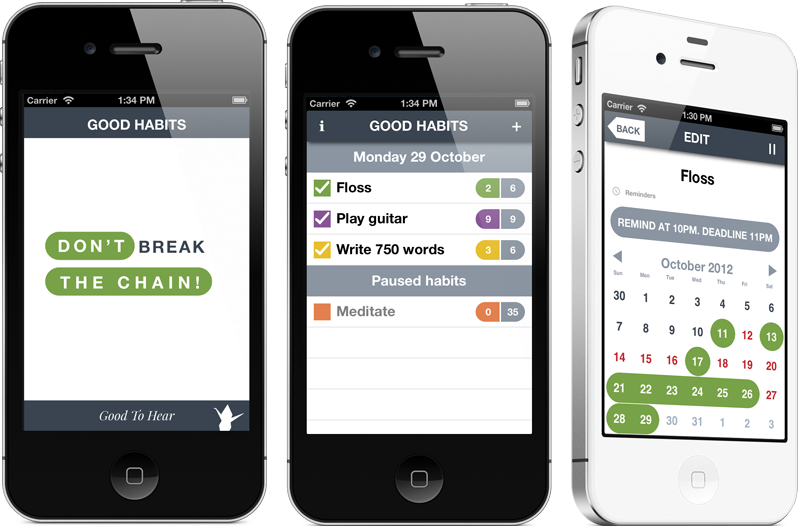 Carrier 1:34 PM
GOOD HABITS
DON'T BREAK
THE CHAIN!
Good To Hear
Carrier 1:34 PM
i GOOD HABITS +
Monday 29 October
Floss 2 6
Play guitar 9 9
Write 750 words 3 6
Paused habits
Meditate 0 35
Carrier 1:30 PM
BACK EDIT
Floss
Reminders
REMIND AT 10PM. DEADLINE 11PM
October 2012
Sun Mon Tue Wed Thu Fri Sat
30 1 2 3 4 5 6
7 8 9 10 11 12 13
14 15 16 17 18 19 20
21 22 23 24 25 26 27
28 29 30 31 1 2 3